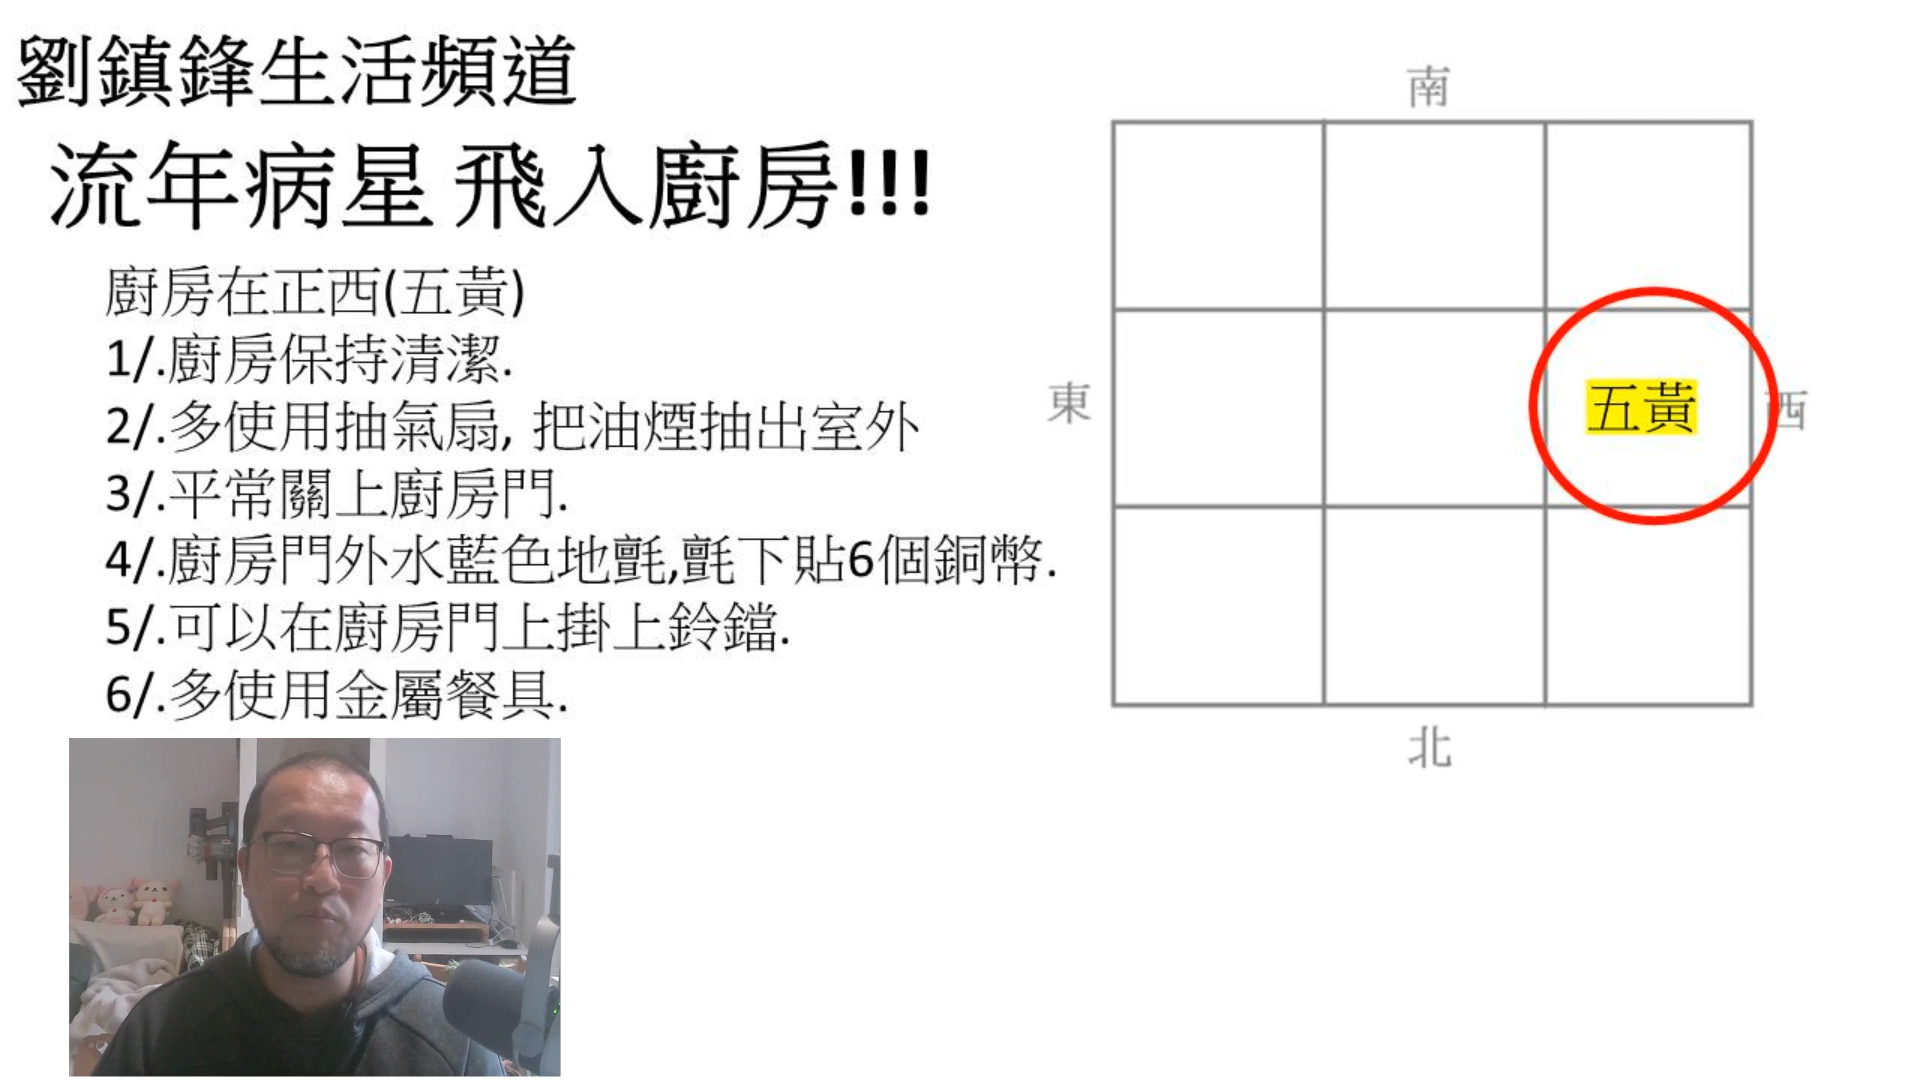 劉鎮鋒生活頻道
流年病星 飛入廚房!!!
廚房在正西(五黃)
1/.廚房保持清潔.
2/.多使用抽氣扇, 把油煙抽出室外
3/.平常關上廚房門.
4/.廚房門外水藍色地氈,氈下貼6個銅幣.
5/.可以在廚房門上掛上鈴鐺.
6/.多使用金屬餐具.
南
東
五黃
西
北